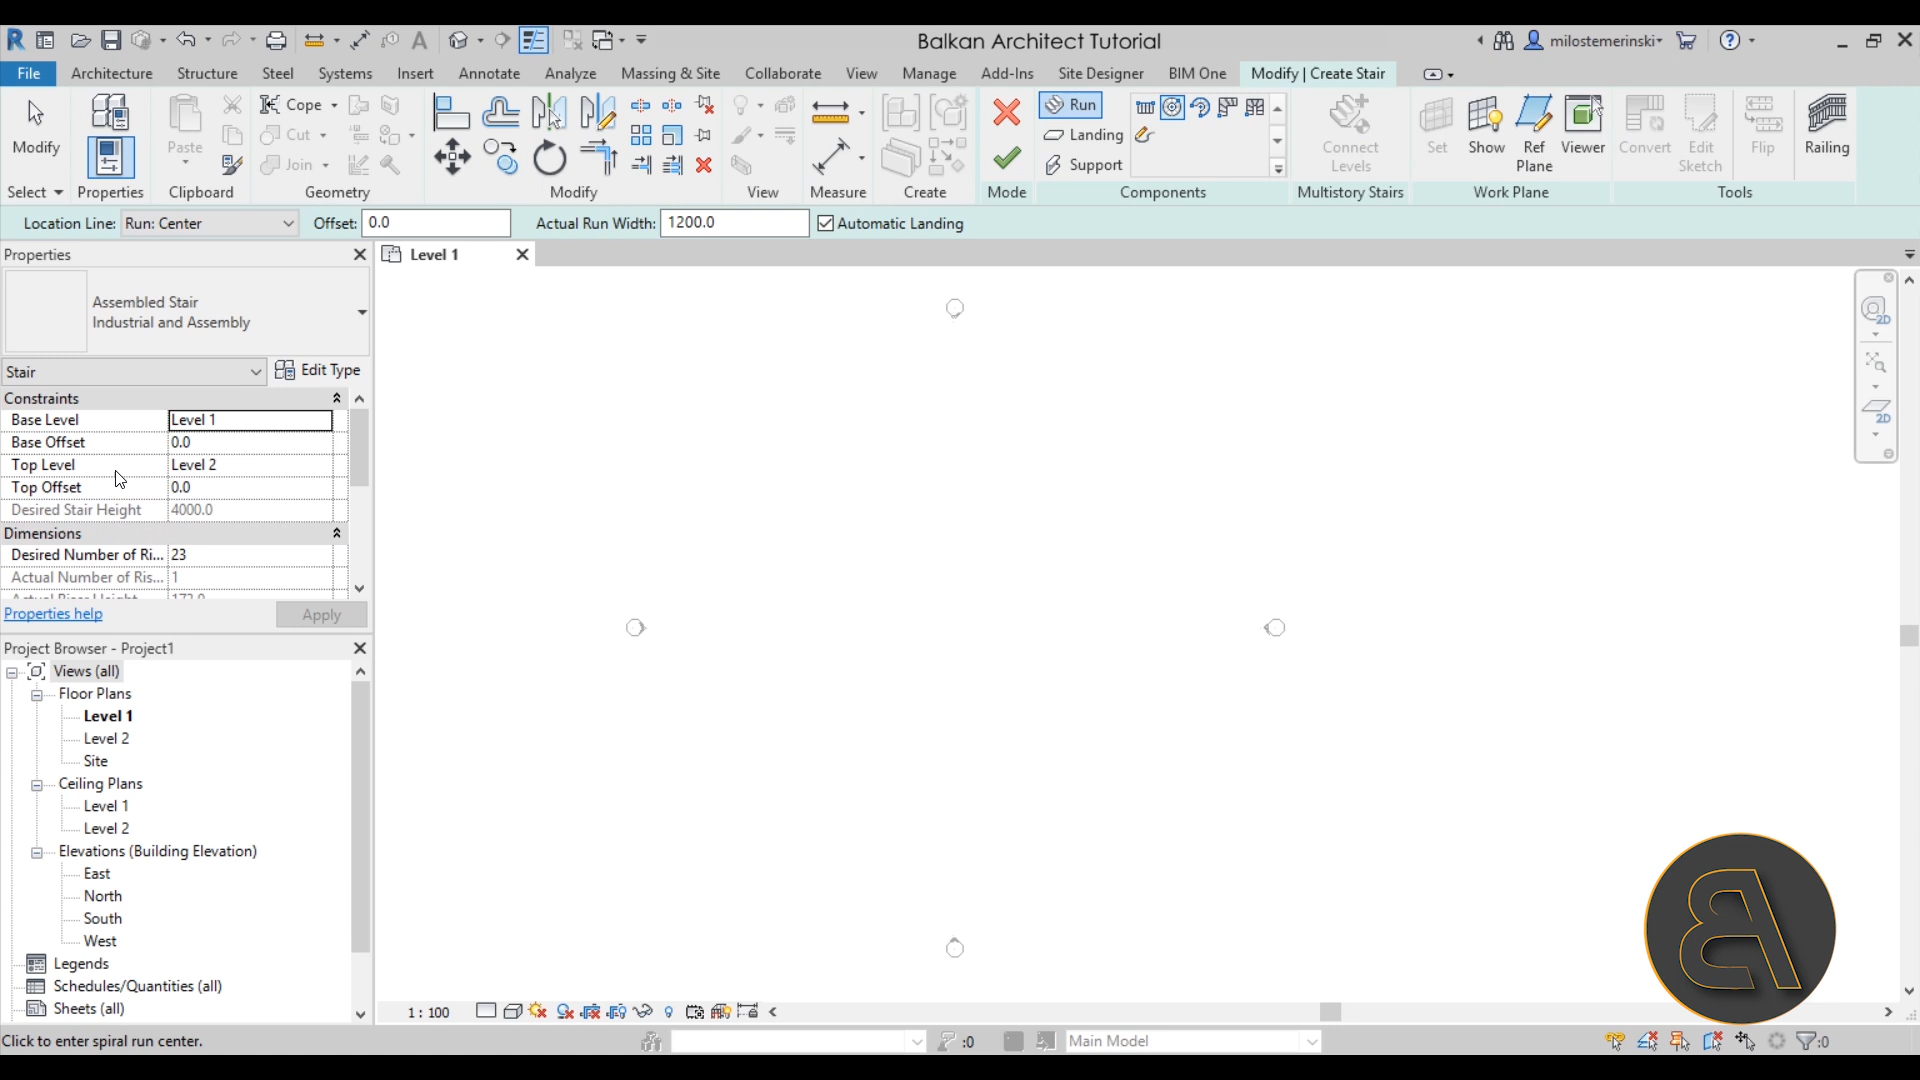 Balkan Architect Tutorial
milostemerinski
File Architecture Structure Steel Systems Insert Annotate Analyze Massing & Site Collaborate View Manage Add-Ins Site Designer BIM One Modify | Create Stair
Modify
Select
Properties
Paste
Clipboard
Cope
Cut
Join
Geometry
Modify
View
Measure
Create
Mode
Run
Landing
Support
Components
Connect
Levels
Multistory Stairs
Set
Show
Ref
Plane
Viewer
Work Plane
Convert
Edit
Sketch
Flip
Tools
Railing
Location Line: Run: Center Offset: 0.0 Actual Run Width: 1200.0 Automatic Landing
Properties
Level 1
Assembled Stair
Industrial and Assembly
Stair Edit Type
Constraints
Base Level Level 1
Base Offset 0.0
Top Level Level 2
Top Offset 0.0
Desired Stair Height 4000.0
Dimensions
Desired Number of Ri... 23
Actual Number of Ris... 1
Properties help Apply
Project Browser - Project1
Views (all)
Floor Plans
Level 1
Level 2
Site
Ceiling Plans
Level 1
Level 2
Elevations (Building Elevation)
East
North
South
West
Legends
Schedules/Quantities (all)
Sheets (all)
2D
2D
1 : 100
Click to enter spiral run center.
:0
Main Model
:0